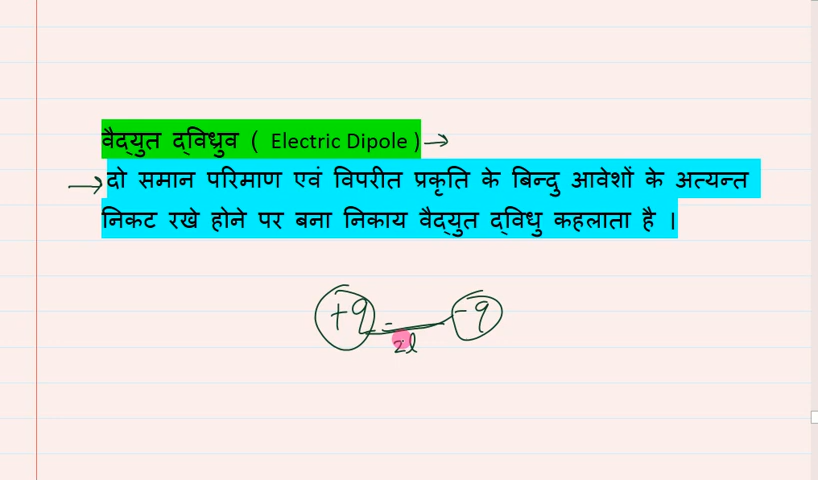 वैद्युत द्विध्रुव ( Electric Dipole ) →
→ दो समान परिमाण एवं विपरीत प्रकृति के बिन्दु आवेशों के अत्यन्त
निकट रखे होने पर बना निकाय वैद्युत द्विधु कहलाता है ।
+q -q
2l